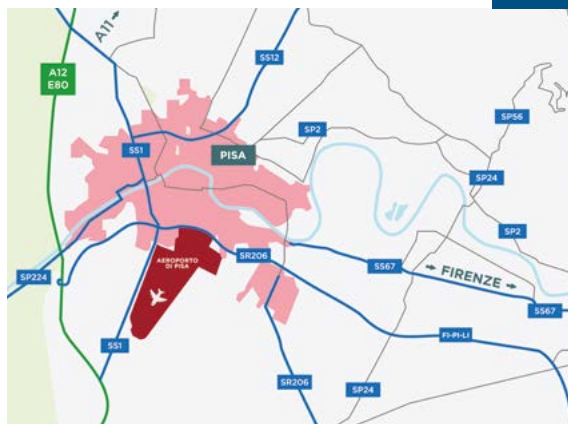 A11 →
A12
E80
SS12
SP56
SP2
SS1
PISA
SP24
SP2
AEROPORTO
DI PISA
SR206
SP224
SS67
→ FIRENZE →
SS67
FI-PI-LI
SS1
SR206
SP24